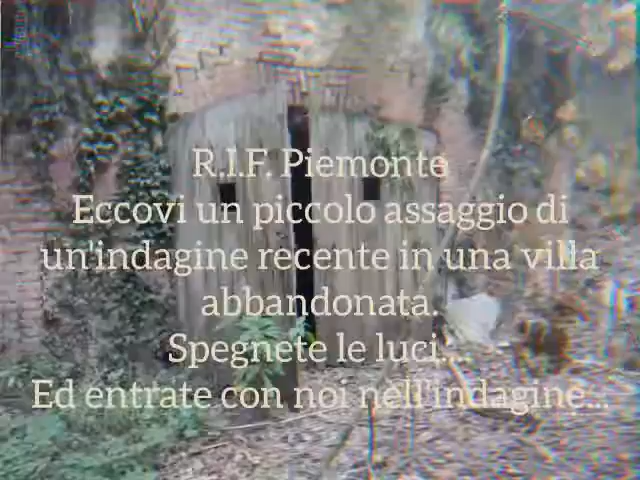 R.I.F. Piemonte
Eccovi un piccolo assaggio di
un'indagine recente in una villa
abbandonata.
Spegnete le luci....
Ed entrate con noi nell'indagine...